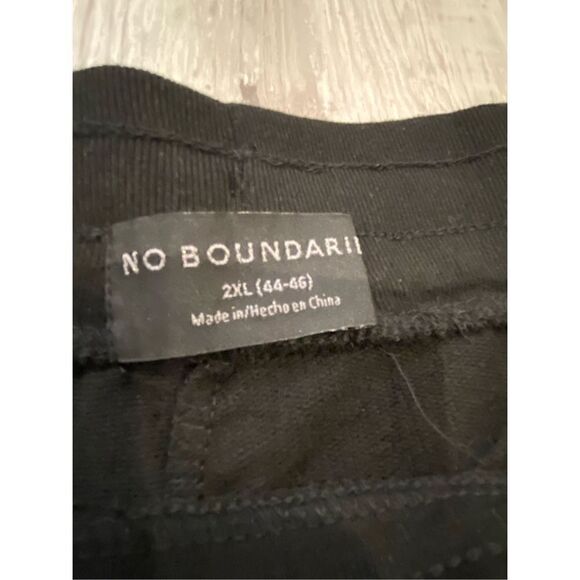 NO BOUNDARI
2XL (44-46)
Made in/Hecho en China